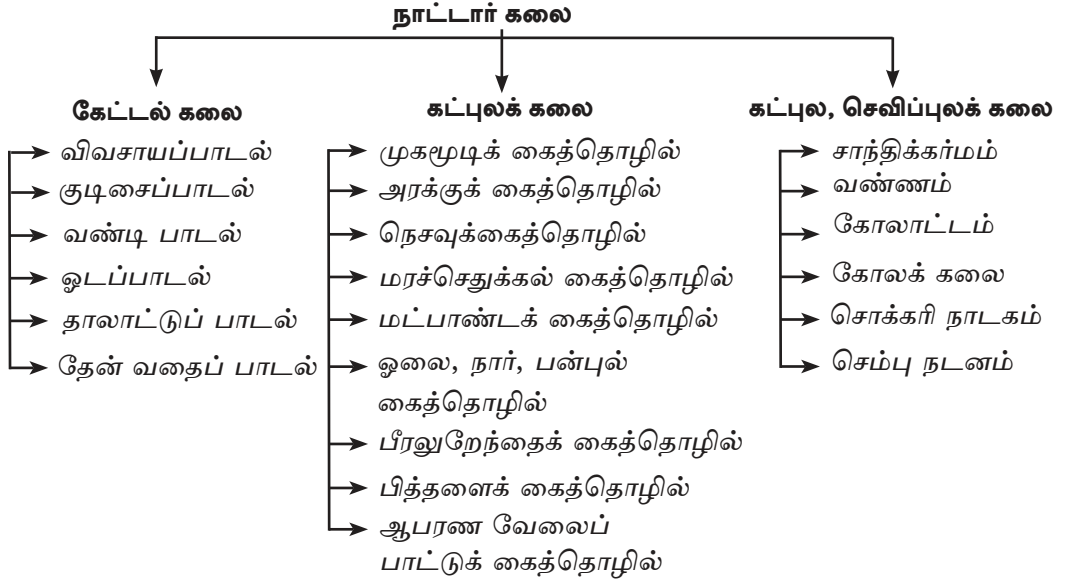 நாட்டார் கலை
கேட்டல் கலை
விவசாயப்பாடல்
குடிசைப்பாடல்
வண்டி பாடல்
ஓடப்பாடல்
தாலாட்டுப் பாடல்
தேன் வதைப் பாடல்
கட்புலக் கலை
முகமூடிக் கைத்தொழில்
அரக்குக் கைத்தொழில்
நெசவுக்கைத்தொழில்
மரச்செதுக்கல் கைத்தொழில்
மட்பாண்டக் கைத்தொழில்
ஓலை, நார், பன்புல்
கைத்தொழில்
பீரலுறேந்தைக் கைத்தொழில்
பித்தளைக் கைத்தொழில்
ஆபரண வேலைப்
பாட்டுக் கைத்தொழில்
கட்புல, செவிப்புலக் கலை
சாந்திக்கர்மம்
வண்ணம்
கோலாட்டம்
கோலக் கலை
சொக்கரி நாடகம்
செம்பு நடனம்